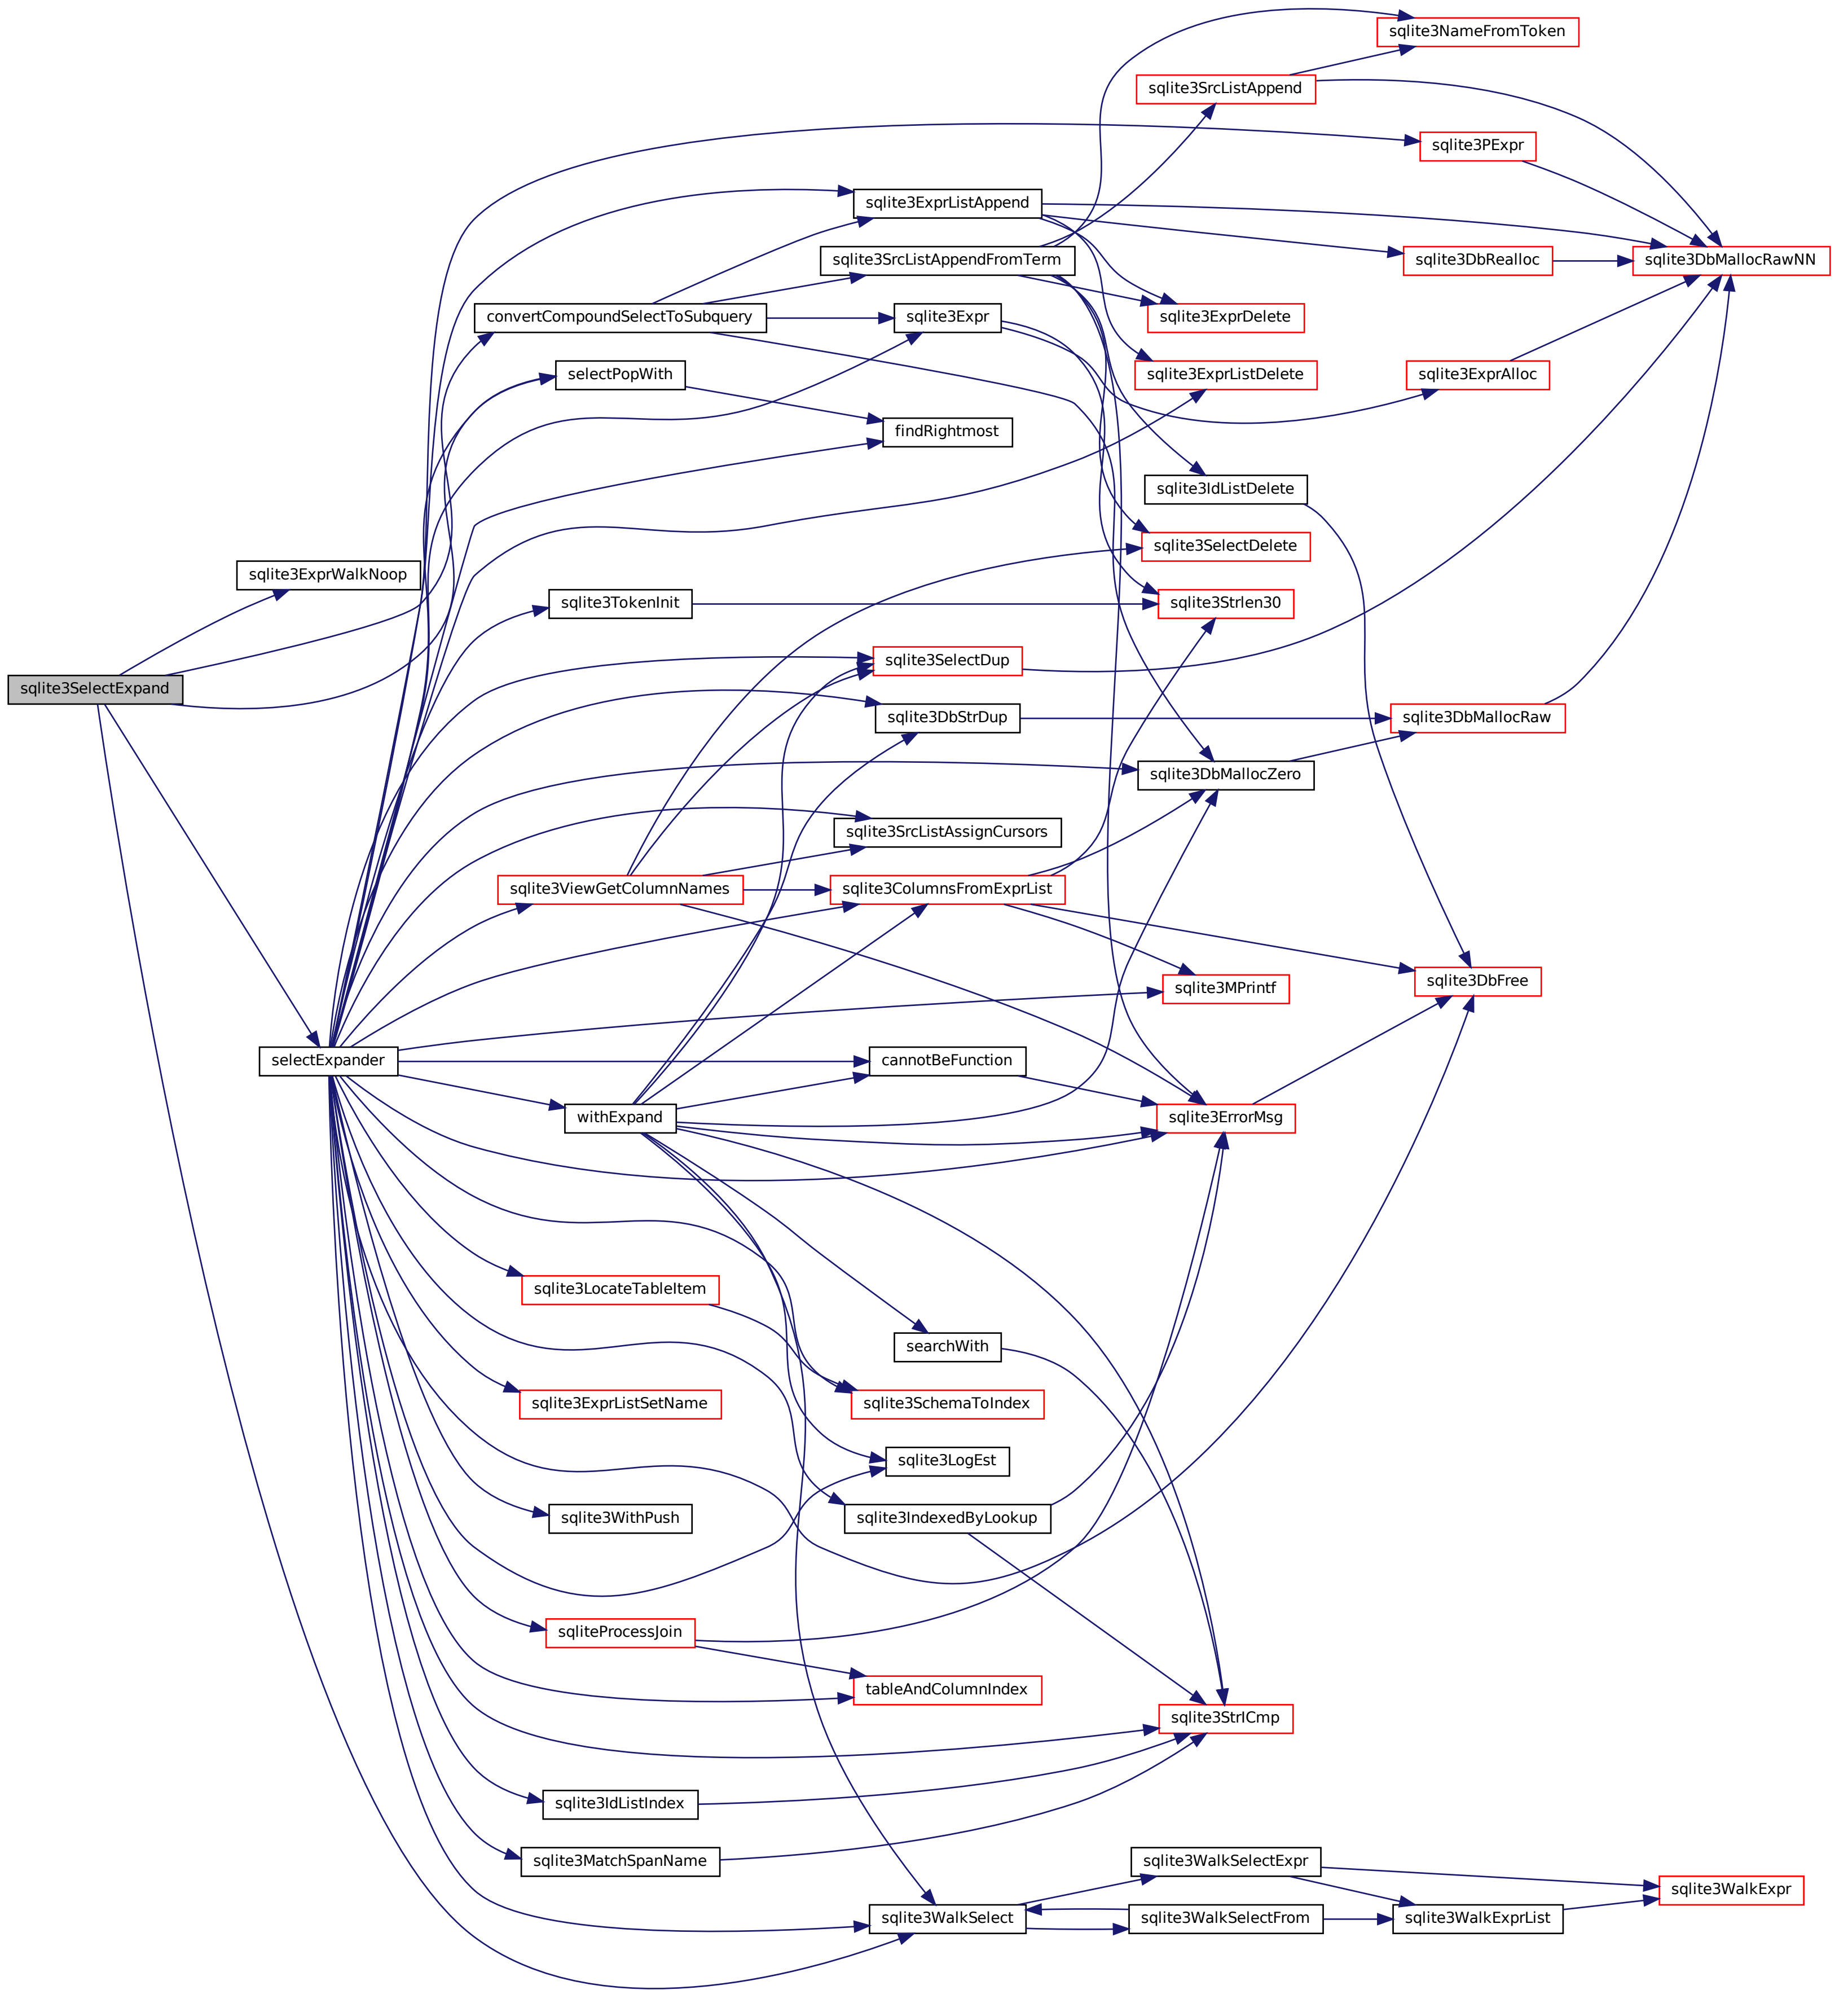 sqlite3NameFromToken
sqlite3SrcListAppend
sqlite3PExpr
sqlite3ExprListAppend
sqlite3SrcListAppendFromTerm
sqlite3DbRealloc
sqlite3DbMallocRawNN
convertCompoundSelectToSubquery
sqlite3Expr
sqlite3ExprDelete
selectPopWith
sqlite3ExprListDelete
sqlite3ExprAlloc
findRightmost
sqlite3IdListDelete
sqlite3SelectDelete
sqlite3ExprWalkNoop
sqlite3TokenInit
sqlite3Strlen30
sqlite3SelectDup
sqlite3SelectExpand
sqlite3DbStrDup
sqlite3DbMallocRaw
sqlite3DbMallocZero
sqlite3SrcListAssignCursors
sqlite3ViewGetColumnNames
sqlite3ColumnsFromExprList
sqlite3MPrintf
sqlite3DbFree
selectExpander
cannotBeFunction
withExpand
sqlite3ErrorMsg
sqlite3LocateTableItem
searchWith
sqlite3ExprListSetName
sqlite3SchemaToIndex
sqlite3LogEst
sqlite3WithPush
sqlite3IndexedByLookup
sqliteProcessJoin
tableAndColumnIndex
sqlite3StrICmp
sqlite3IdListIndex
sqlite3MatchSpanName
sqlite3WalkSelectExpr
sqlite3WalkExpr
sqlite3WalkSelect
sqlite3WalkSelectFrom
sqlite3WalkExprList